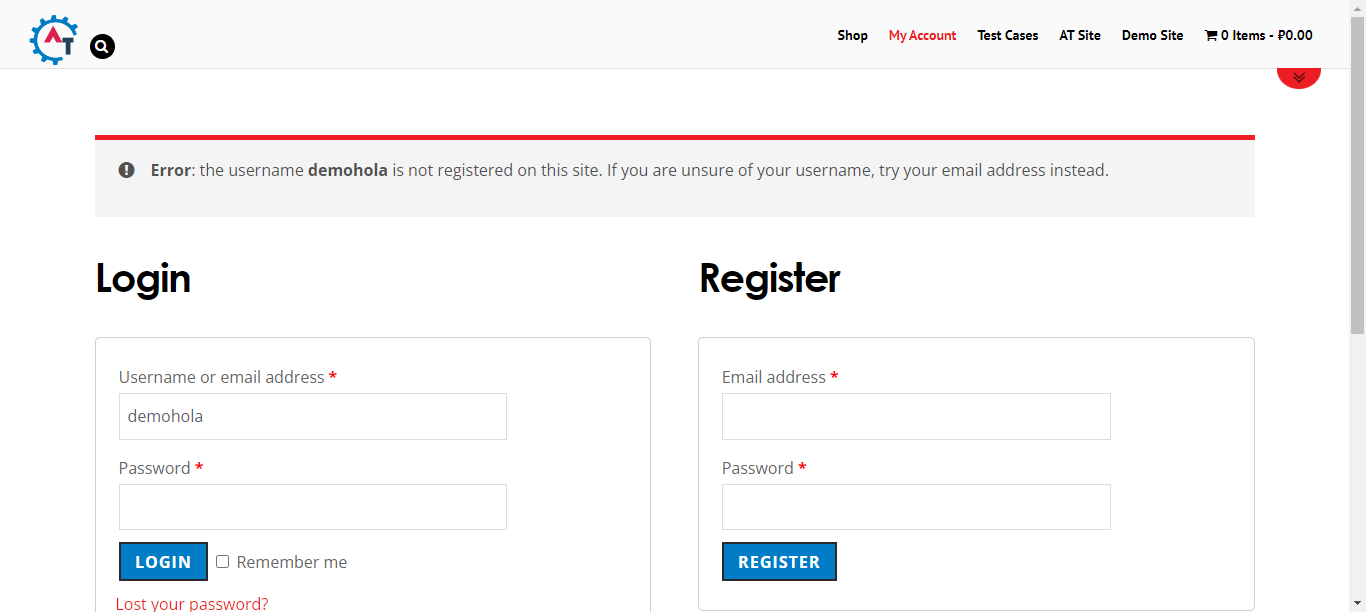 AT
Shop My Account Test Cases AT Site Demo Site 0 Items - ₽0.00
Error: the username demohola is not registered on this site. If you are unsure of your username, try your email address instead.
Login
Register
Username or email address *
demohola
Password *
LOGIN Remember me
Lost your password?
Email address *
Password *
REGISTER